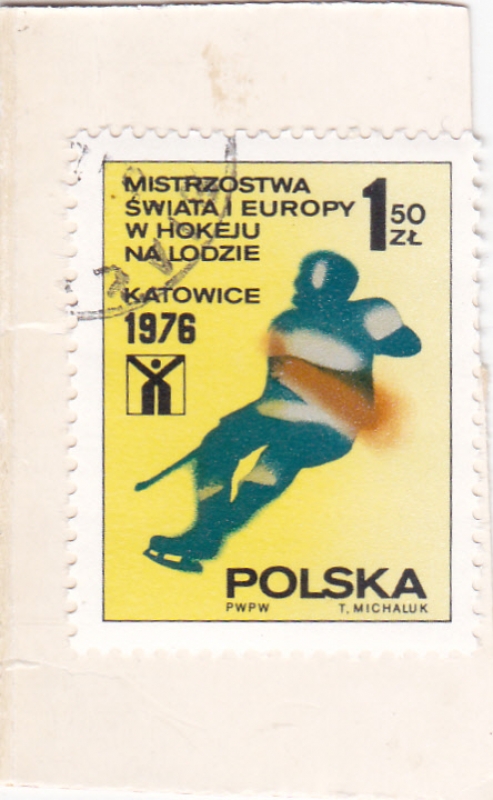 MISTRZOSTWA
ŚWIATA I EUROPY
W HOKEJU
NA LODZIE
KATOWICE
1976
1 50
ZŁ
POLSKA
PWPW T. MICHALUK